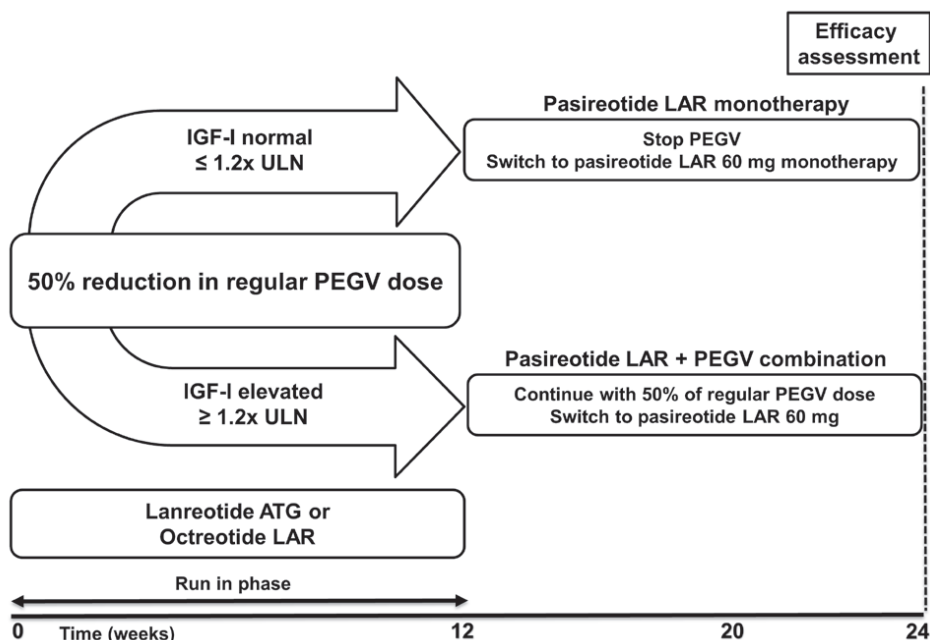 Efficacy
assessment
Pasireotide LAR monotherapy
IGF-I normal
≤ 1.2x ULN
Stop PEGV
Switch to pasireotide LAR 60 mg monotherapy
50% reduction in regular PEGV dose
Pasireotide LAR + PEGV combination
IGF-I elevated
≥ 1.2x ULN
Continue with 50% of regular PEGV dose
Switch to pasireotide LAR 60 mg
Lanreotide ATG or
Octreotide LAR
Run in phase
0 Time (weeks) 12 20 24